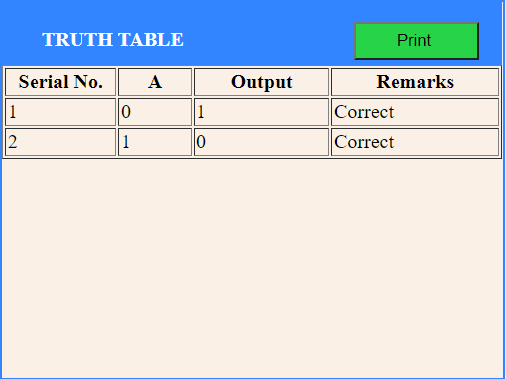 TRUTH TABLE Print
Serial No. A Output Remarks
1 0 1 Correct
2 1 0 Correct